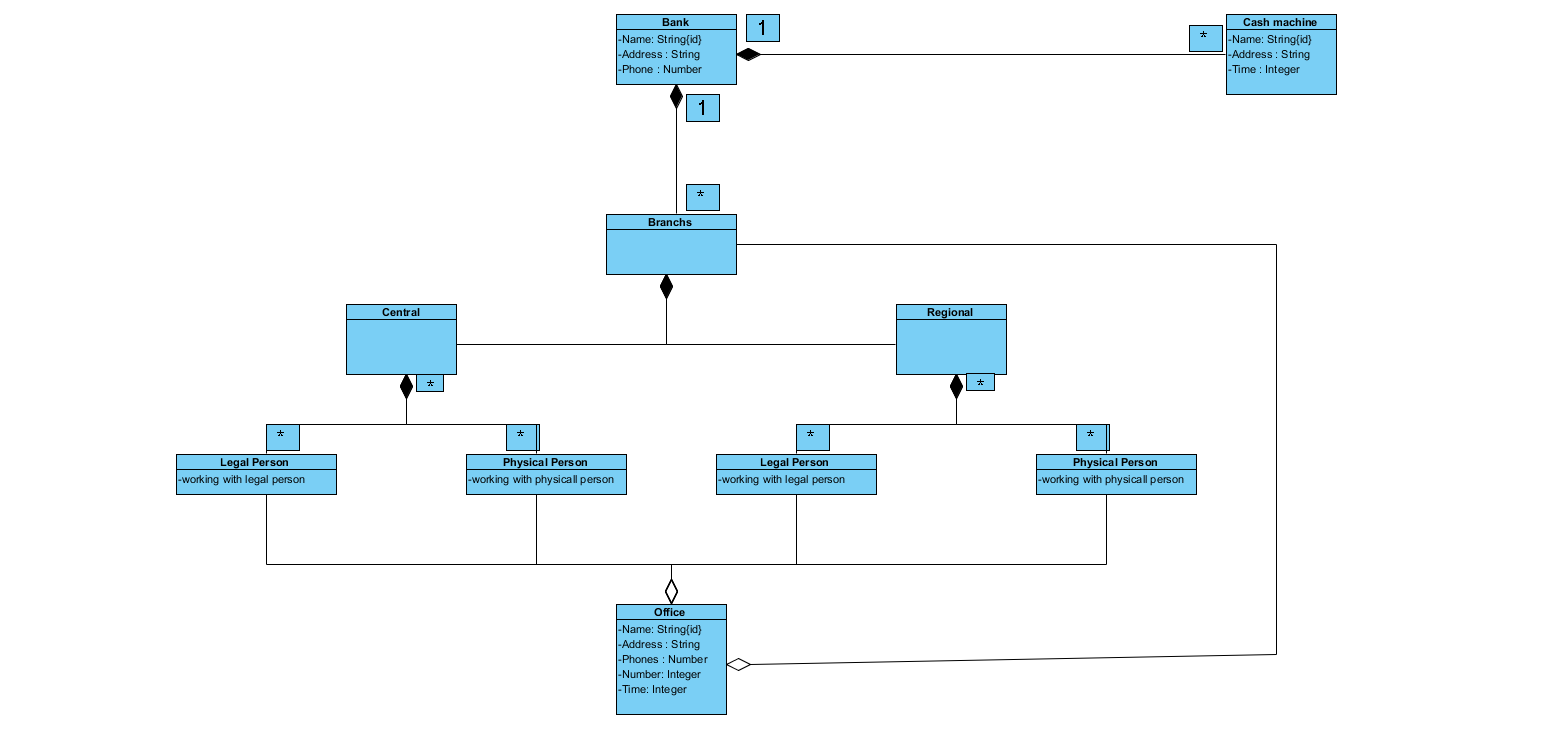 Bank
-Name: String{id}
-Address : String
-Phone : Number
1
*
Cash machine
-Name: String{id}
-Address : String
-Time : Integer
1
*
Branchs
Central
*
Regional
*
*
*
*
*
Legal Person
-working with legal person
Physical Person
-working with physicall person
Legal Person
-working with legal person
Physical Person
-working with physicall person
Office
-Name: String{id}
-Address : String
-Phones : Number
-Number: Integer
-Time: Integer